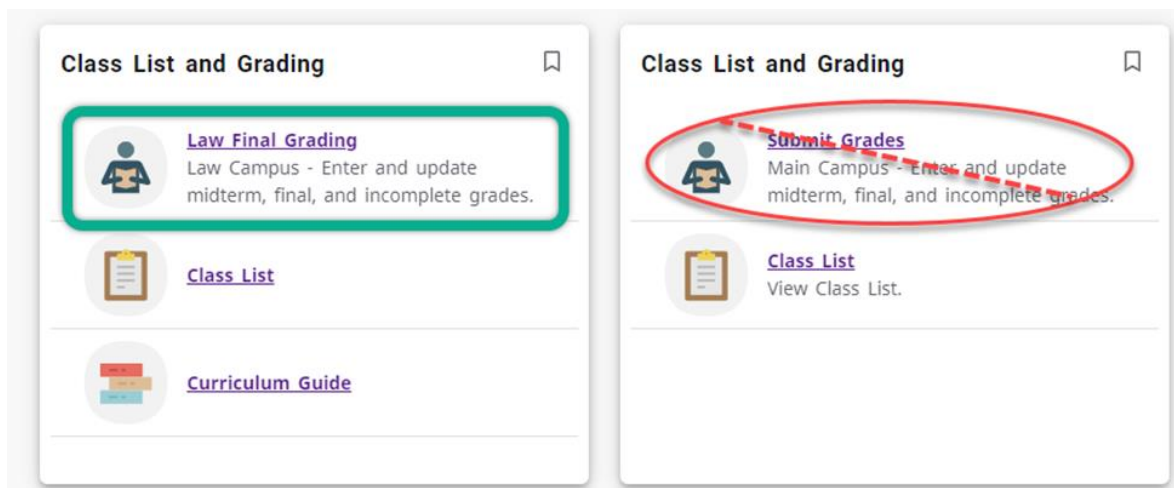 Class List and Grading
Law Final Grading
Law Campus - Enter and update
midterm, final, and incomplete grades.
Class List
Curriculum Guide
Class List and Grading
Submit Grades
Main Campus - Enter and update
midterm, final, and incomplete grades.
Class List
View Class List.